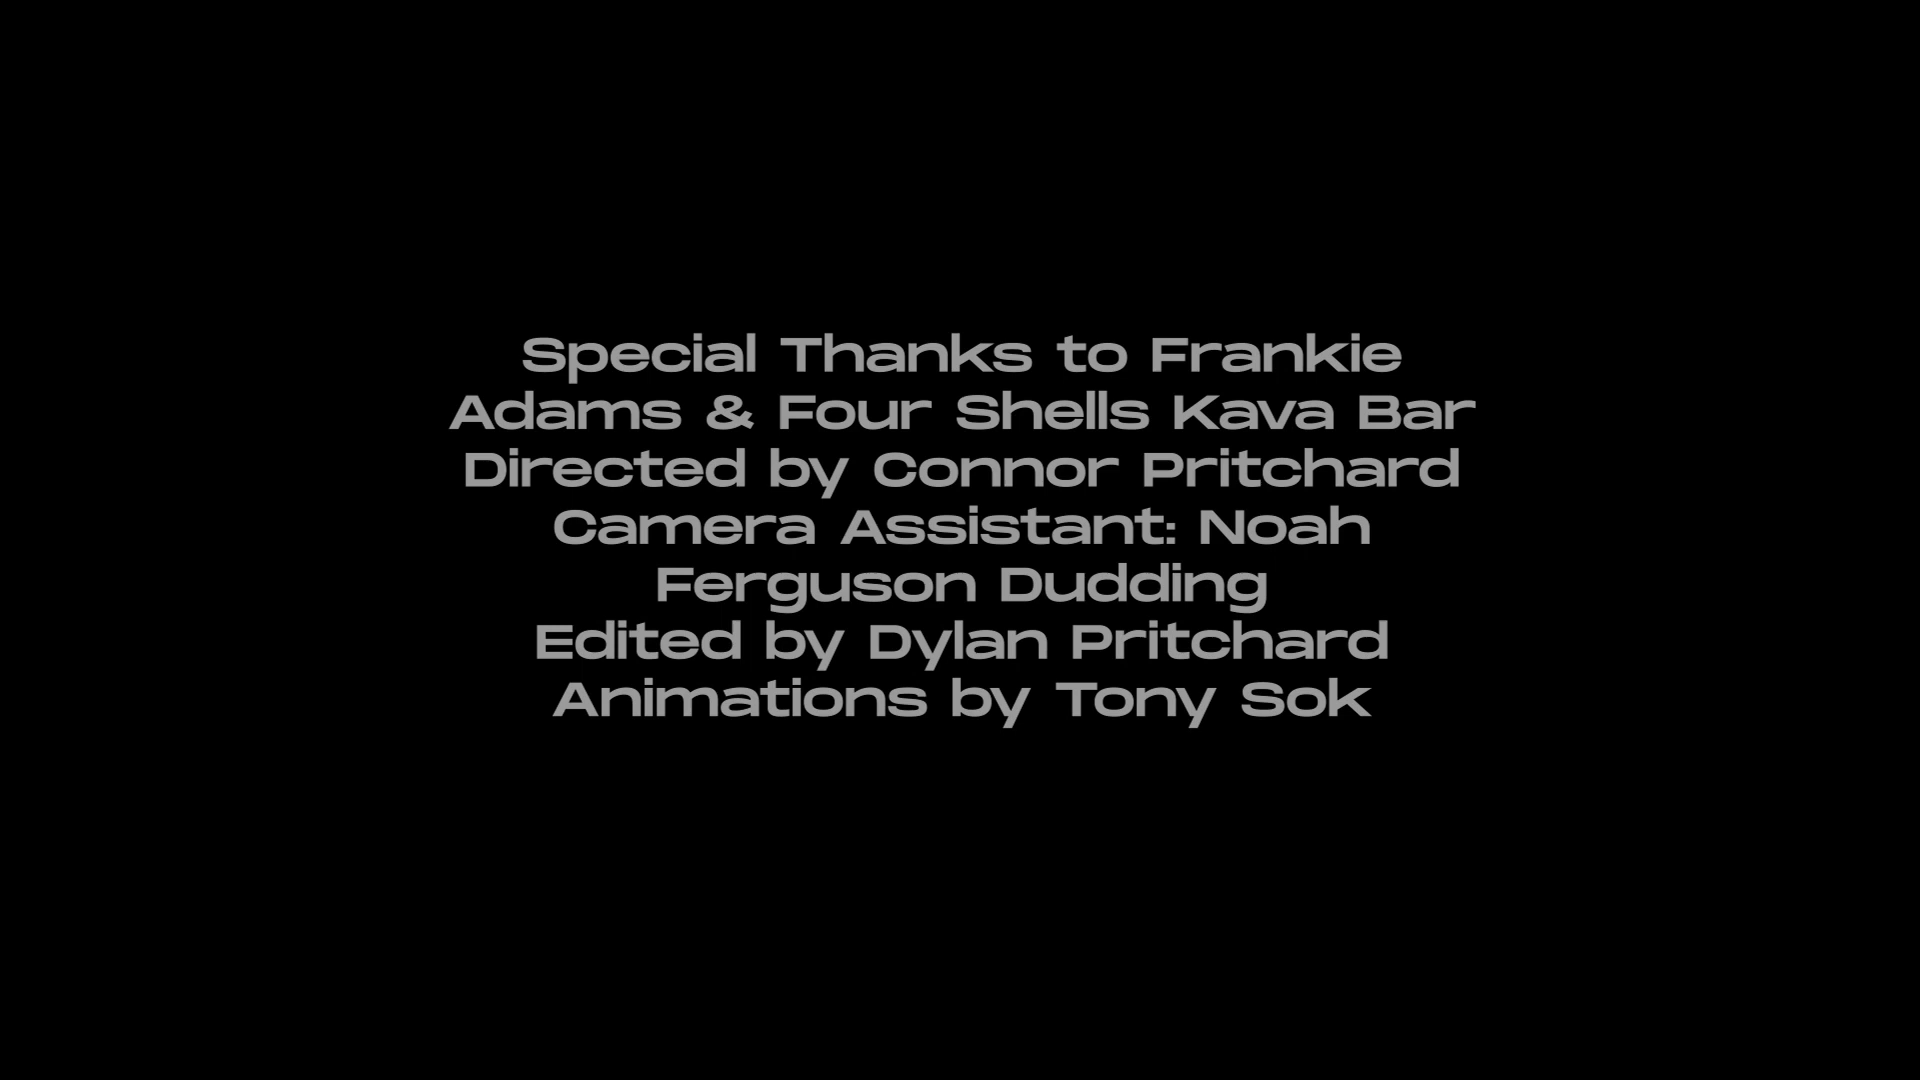 Special Thanks to Frankie
Adams & Four Shells Kava Bar
Directed by Connor Pritchard
Camera Assistant: Noah
Ferguson Dudding
Edited by Dylan Pritchard
Animations by Tony Sok